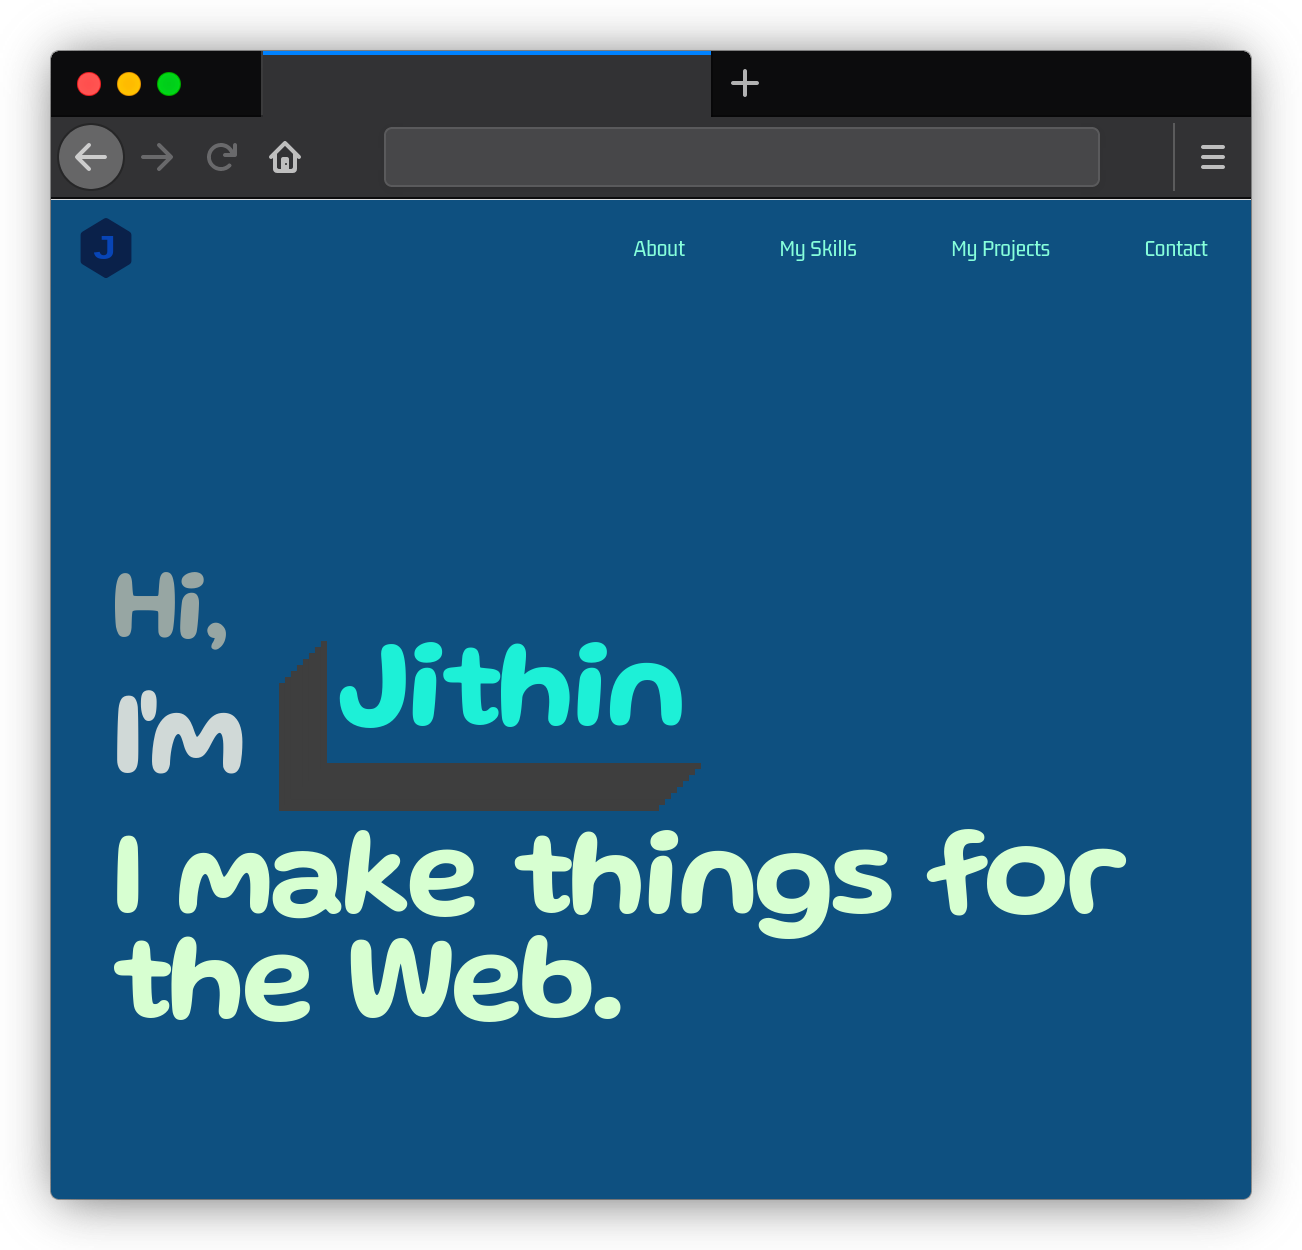 J
About My Skills My Projects Contact
Hi,
I'm Jithin
I make things for
the Web.